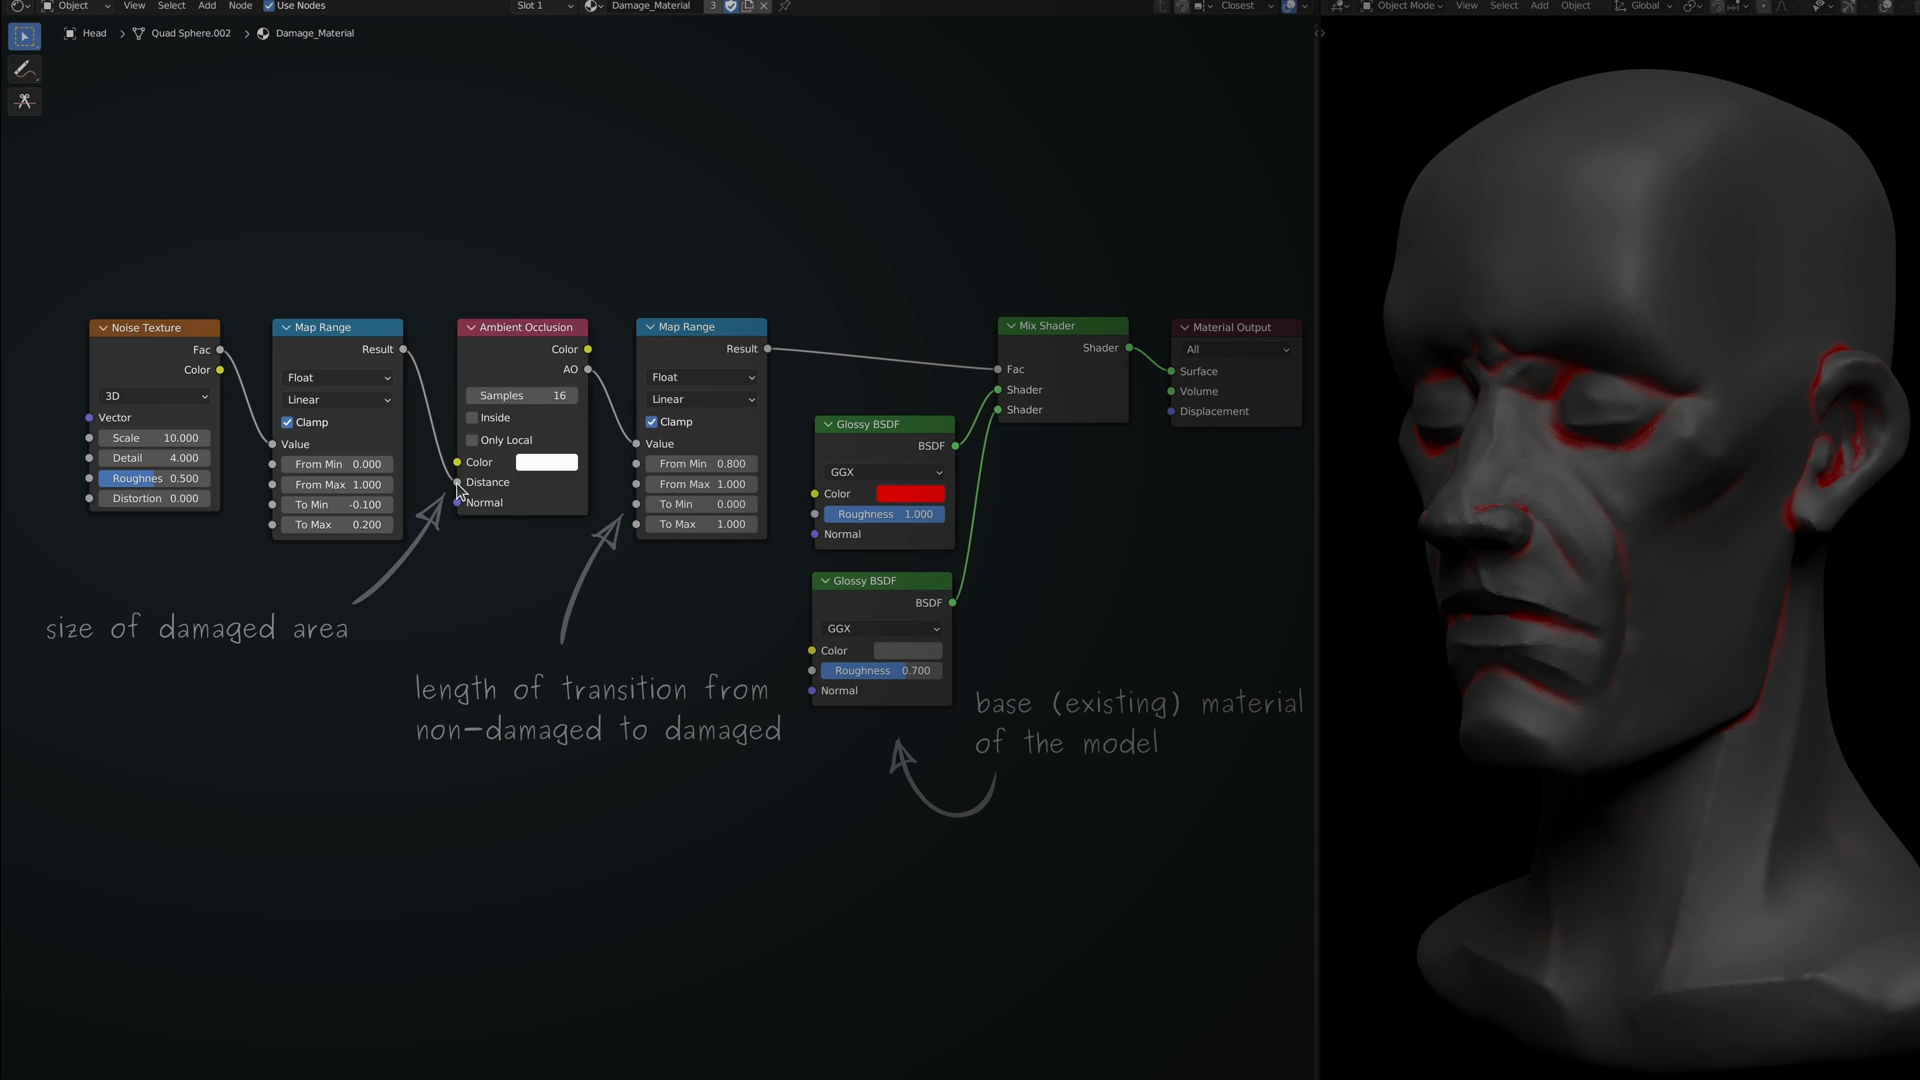 Object
View
Select
Add
Node
Use Nodes
Slot 1
Damage_Material
3
Closest
Object Mode
View
Select
Add
Object
Global
Head
Quad Sphere.002
Damage_Material
Noise Texture
Fac
Color
3D
Vector
Scale 10.000
Detail 4.000
Roughnes 0.500
Distortion 0.000
Map Range
Result
Float
Linear
Clamp
Value
From Min 0.000
From Max 1.000
To Min -0.100
To Max 0.200
Ambient Occlusion
Color
AO
Samples 16
Inside
Only Local
Color
Distance
Normal
Map Range
Result
Float
Linear
Clamp
Value
From Min 0.800
From Max 1.000
To Min 0.000
To Max 1.000
Glossy BSDF
BSDF
GGX
Color
Roughness 1.000
Normal
Glossy BSDF
BSDF
GGX
Color
Roughness 0.700
Normal
Mix Shader
Shader
Fac
Shader
Shader
Material Output
All
Surface
Volume
Displacement
size of damaged area
length of transition from
non-damaged to damaged
base (existing) material
of the model